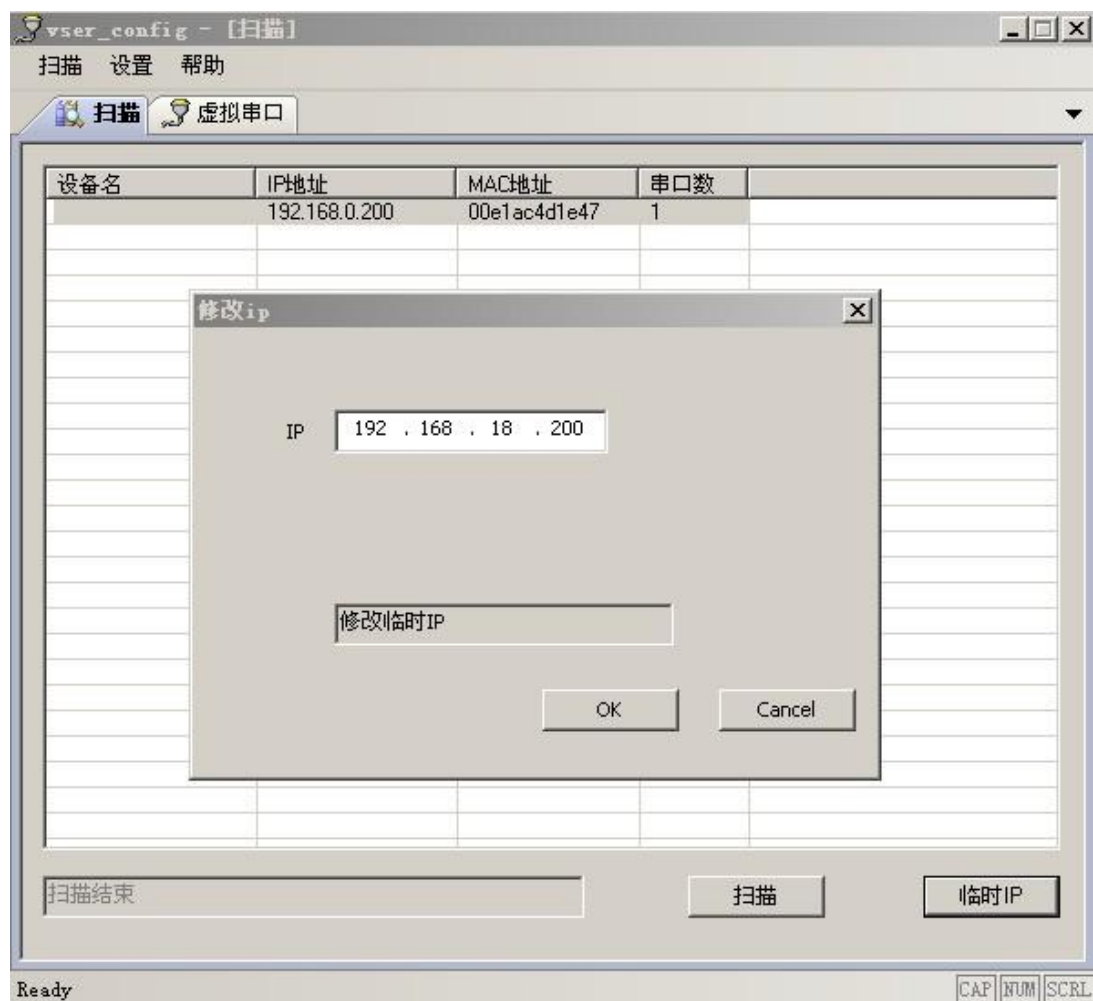 vser_config - [扫描]
扫描 设置 帮助
扫描 虚拟串口
设备名 IP地址 MAC地址 串口数
192.168.0.200 00e1ac4d1e47 1
修改ip
IP 192 . 168 . 18 . 200
修改临时IP
OK Cancel
扫描结束 扫描 临时IP
Ready CAP NUM SCRL